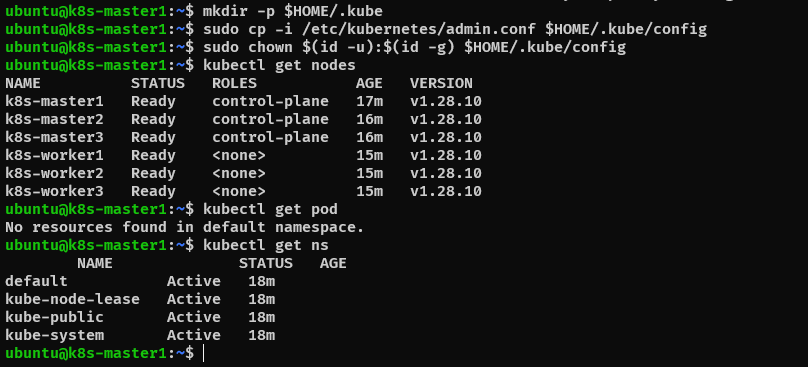 ubuntu@k8s-master1:~$ mkdir -p $HOME/.kube
ubuntu@k8s-master1:~$ sudo cp -i /etc/kubernetes/admin.conf $HOME/.kube/config
ubuntu@k8s-master1:~$ sudo chown $(id -u):$(id -g) $HOME/.kube/config
ubuntu@k8s-master1:~$ kubectl get nodes
NAME          STATUS   ROLES           AGE   VERSION
k8s-master1   Ready    control-plane   17m   v1.28.10
k8s-master2   Ready    control-plane   16m   v1.28.10
k8s-master3   Ready    control-plane   16m   v1.28.10
k8s-worker1   Ready    <none>          15m   v1.28.10
k8s-worker2   Ready    <none>          15m   v1.28.10
k8s-worker3   Ready    <none>          15m   v1.28.10
ubuntu@k8s-master1:~$ kubectl get pod
No resources found in default namespace.
ubuntu@k8s-master1:~$ kubectl get ns
        NAME              STATUS   AGE
default           Active   18m
kube-node-lease   Active   18m
kube-public       Active   18m
kube-system       Active   18m
ubuntu@k8s-master1:~$